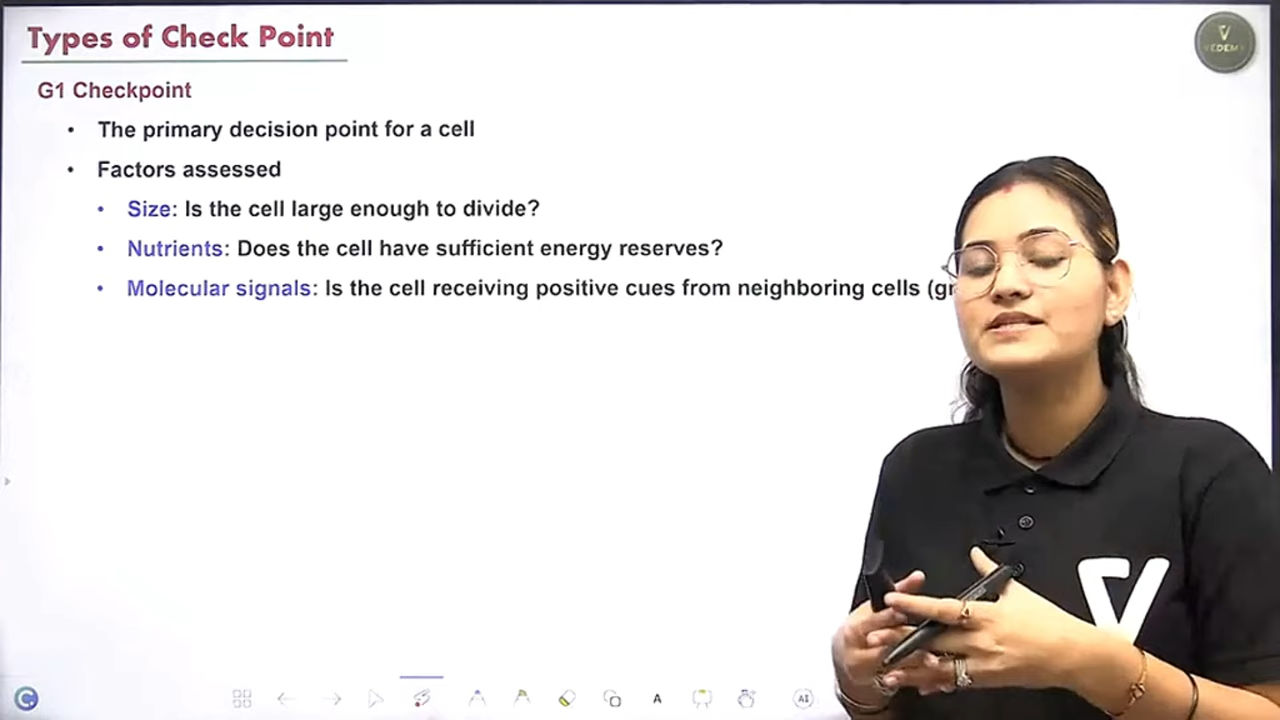 Types of Check Point
VEDEMY
G1 Checkpoint
• The primary decision point for a cell
• Factors assessed
• Size: Is the cell large enough to divide?
• Nutrients: Does the cell have sufficient energy reserves?
• Molecular signals: Is the cell receiving positive cues from neighboring cells
A
AI